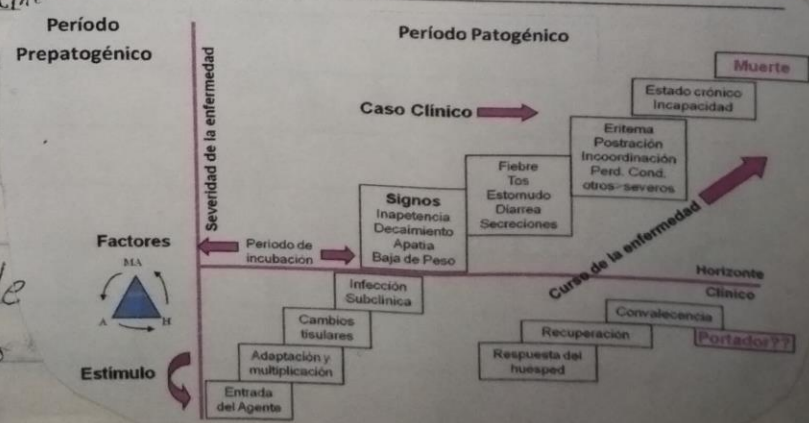 Período
Prepatogénico
Período Patogénico
Severidad de la enfermedad
Muerte
Estado crónico
Incapacidad
Caso Clínico
Eritema
Postración
Incoordinación
Perd. Cond.
otros-severos
Fiebre
Tos
Estornudo
Diarrea
Secreciones
Signos
Inapetencia
Decaimiento
Apatia
Baja de Peso
Factores
MA
A
H
Periodo de
incubación
Curso de la enfermedad
Horizonte
Clínico
Infección
Subclinica
Cambios
tisulares
Adaptación y
multiplicación
Entrada
del Agente
Estímulo
Convalecencia
Portador??
Recuperación
Respuesta del
huesped